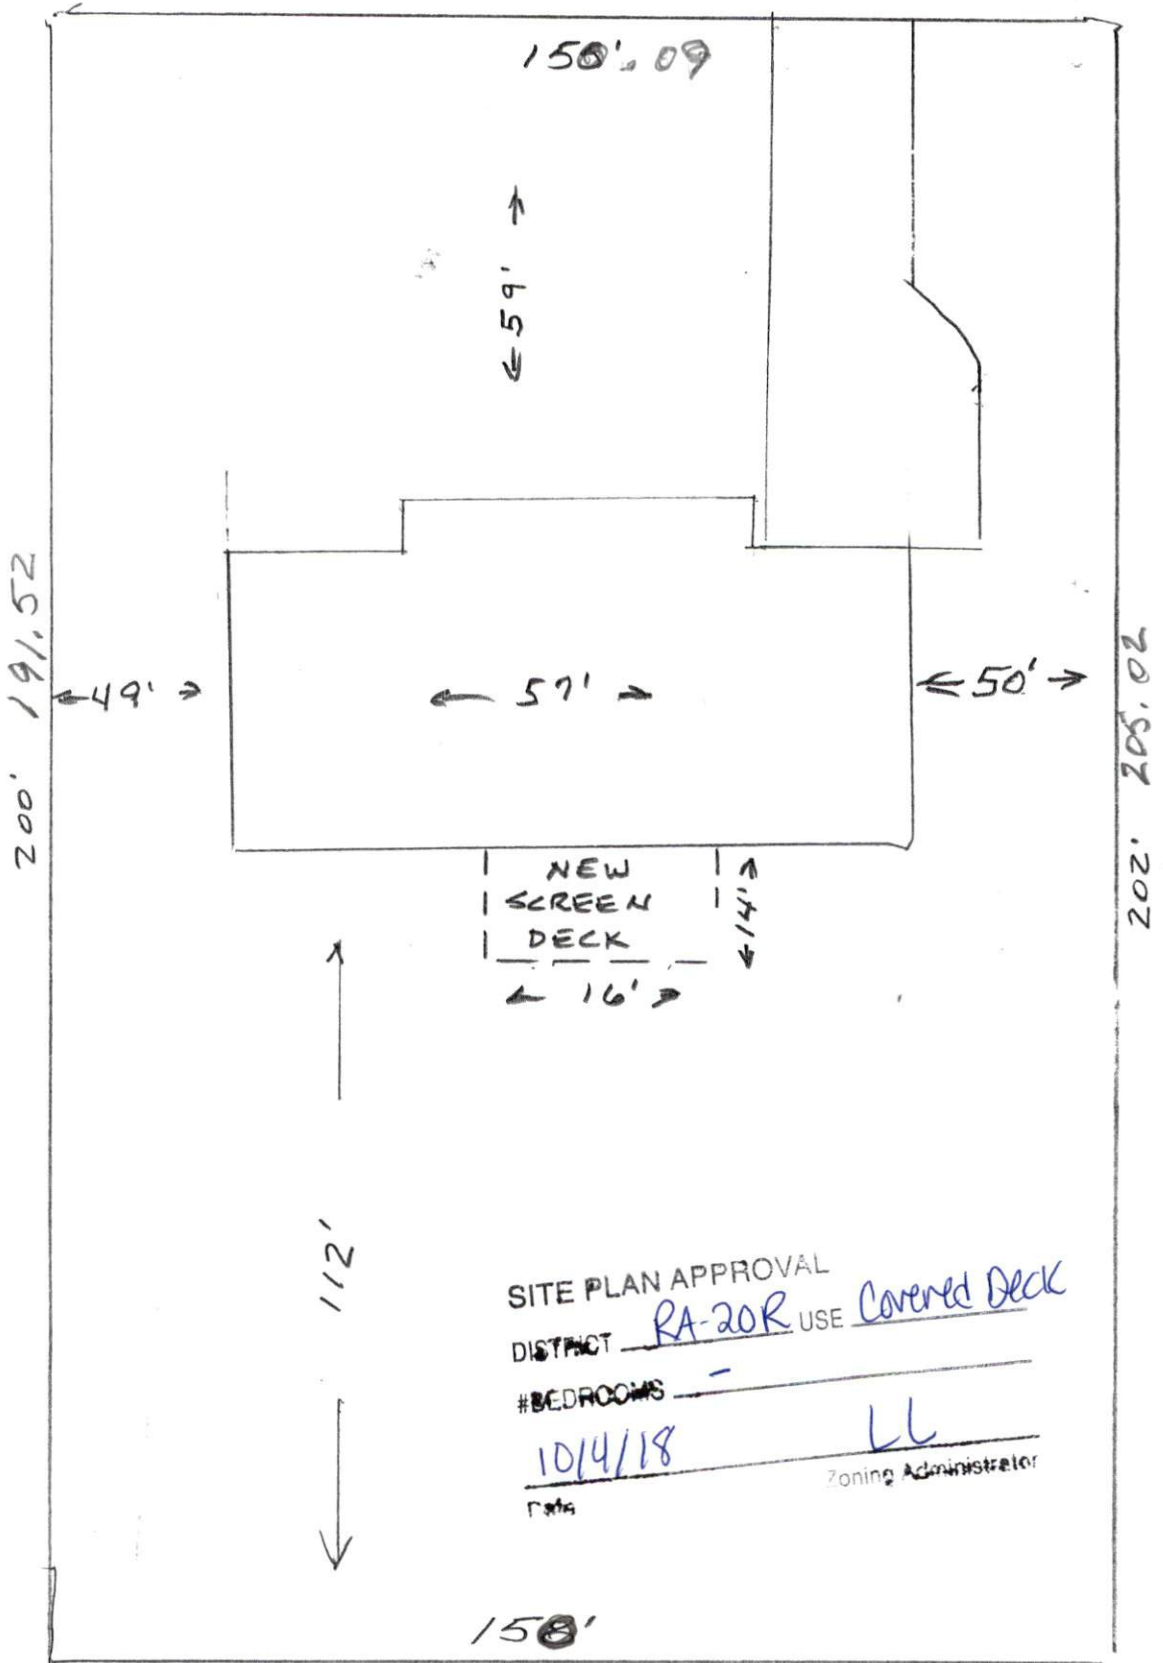 150'.09
59'
200' 191.52
49'
57'
50'
202' 205.02
NEW
SCREEN
DECK
14'
16'
112'
SITE PLAN APPROVAL
DISTRICT RA-20R USE Covered Deck
#BEDROOMS -
10/4/18 LL
Date Zoning Administrator
158'